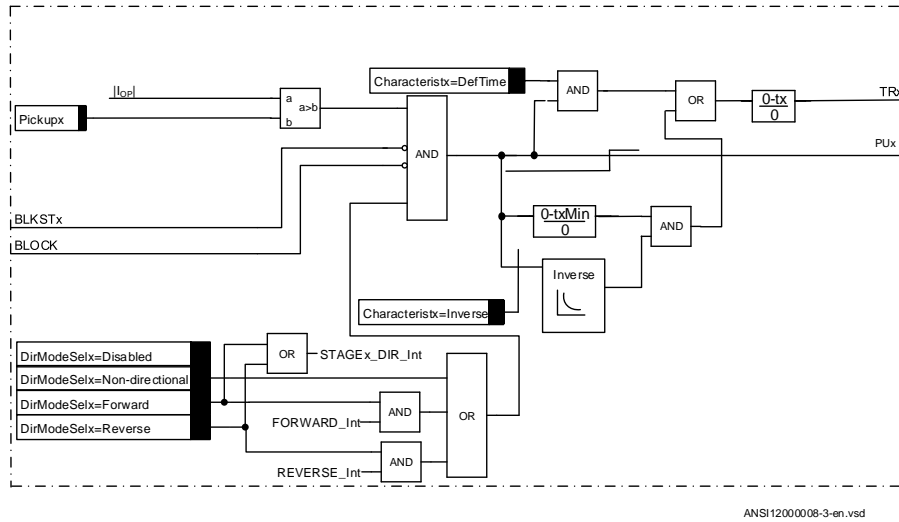 Characteristx=DefTime
|IOP|
a
a>b
b
Pickupx
AND
OR
0-tx
0
TRx
AND
PUx
BLKSTx
BLOCK
0-txMin
0
AND
Inverse
Characteristx=Inverse
DirModeSelx=Disabled
DirModeSelx=Non-directional
DirModeSelx=Forward
DirModeSelx=Reverse
OR
STAGEx_DIR_Int
FORWARD_Int
AND
OR
REVERSE_Int
AND
ANSI12000008-3-en.vsd